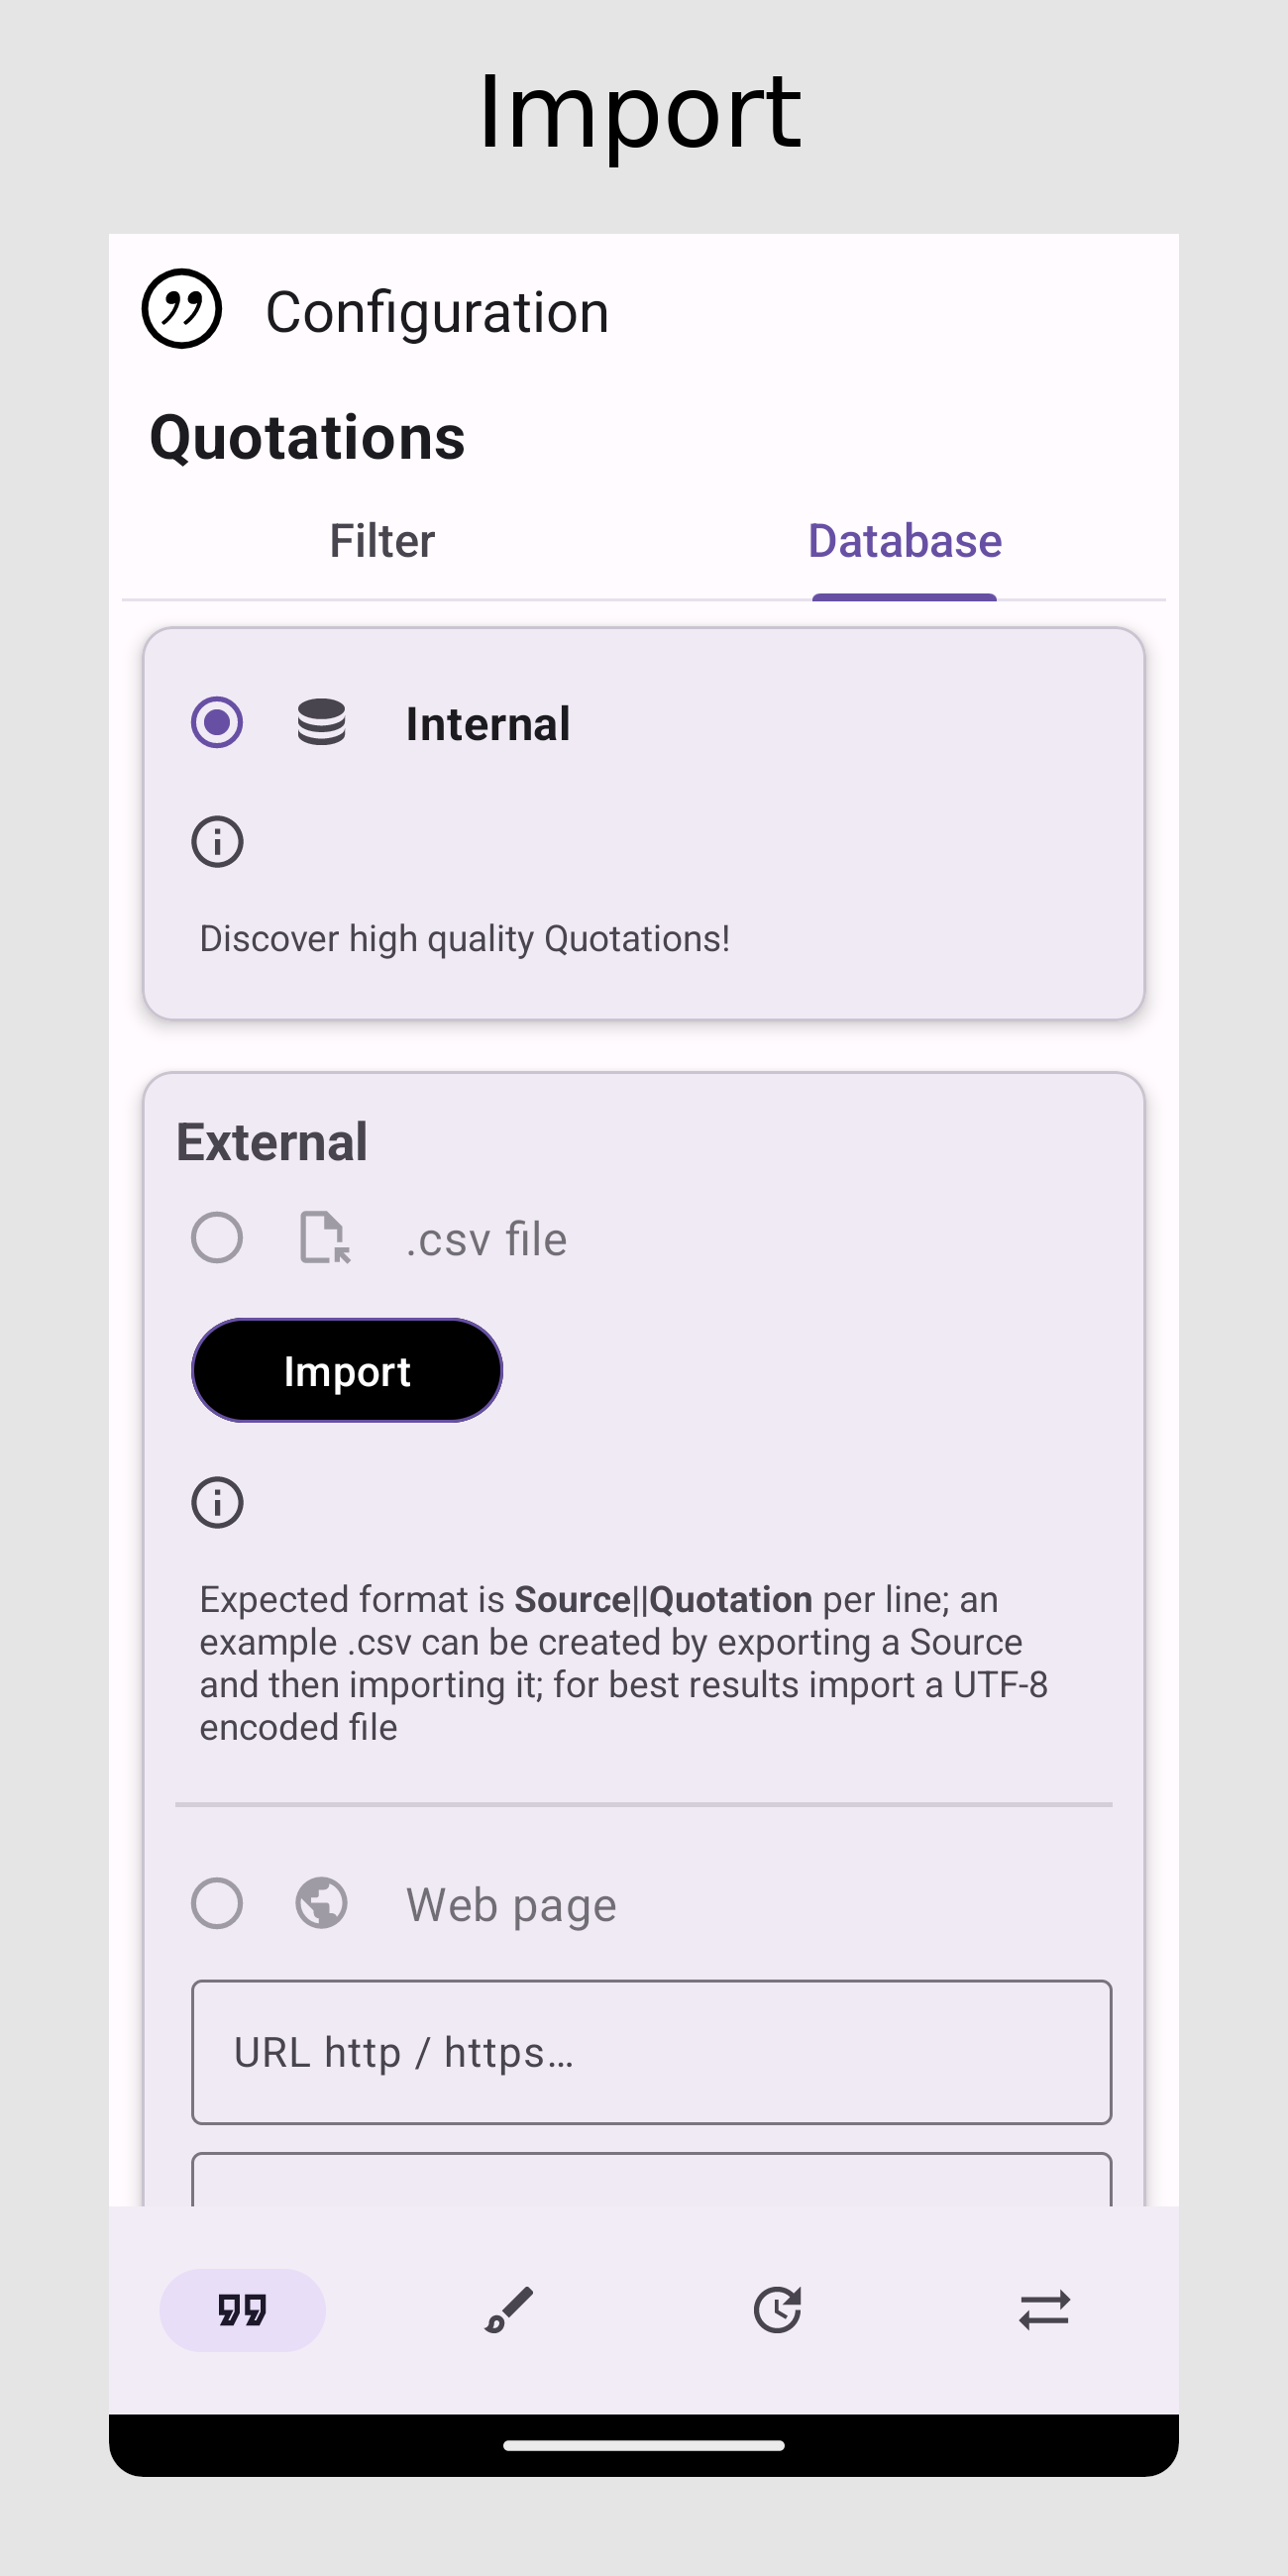 Import
Configuration
Quotations
Filter
Database
Internal
Discover high quality Quotations!
External
.csv file
Import
Expected format is Source||Quotation per line; an
example .csv can be created by exporting a Source
and then importing it; for best results import a UTF-8
encoded file
Web page
URL http / https…